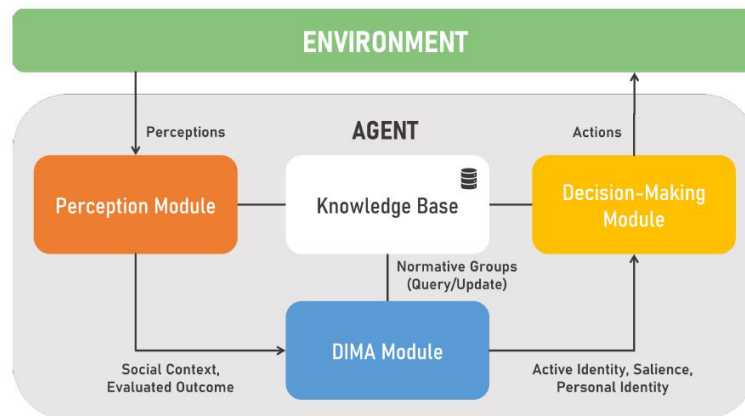 ENVIRONMENT
Perceptions
AGENT
Actions
Perception Module
Knowledge Base
Decision-Making
Module
Normative Groups
(Query/Update)
DIMA Module
Social Context,
Evaluated Outcome
Active Identity, Salience,
Personal Identity